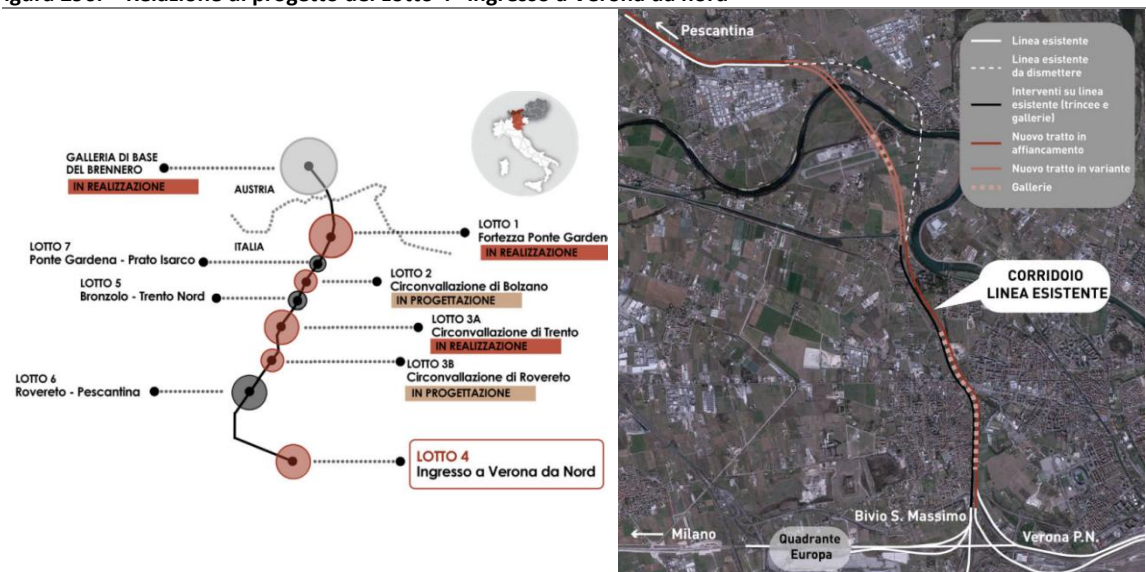 Relazione di progetto del Lotto 4 "Ingresso a Verona da Nord"
GALLERIA DI BASE
DEL BRENNERO
IN REALIZZAZIONE
AUSTRIA
ITALIA
LOTTO 1
Fortezza Ponte Garden
IN REALIZZAZIONE
LOTTO 7
Ponte Gardena - Prato Isarco
LOTTO 2
Circonvallazione di Bolzano
IN PROGETTAZIONE
LOTTO 5
Bronzolo - Trento Nord
LOTTO 3A
Circonvallazione di Trento
IN REALIZZAZIONE
LOTTO 3B
Circonvallazione di Rovereto
IN PROGETTAZIONE
LOTTO 6
Rovereto - Pescantina
LOTTO 4
Ingresso a Verona da Nord
Pescantina
Linea esistente
Linea esistente
da dismettere
Interventi su linea
esistente (trincee e
gallerie)
Nuovo tratto in
affiancamento
Nuovo tratto in variante
Gallerie
CORRIDOIO
LINEA ESISTENTE
Bivio S. Massimo
Milano
Quadrante
Europa
Verona P.N.